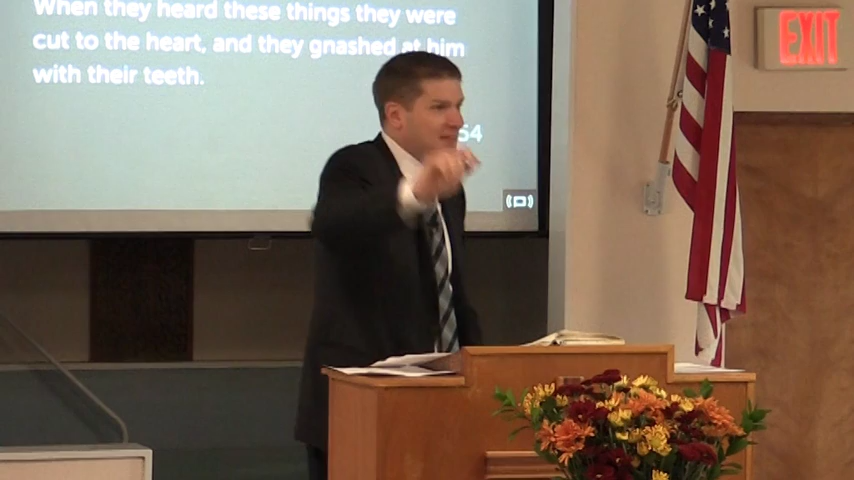 When they heard these things they were
cut to the heart, and they gnashed at him
with their teeth.
54
EXIT